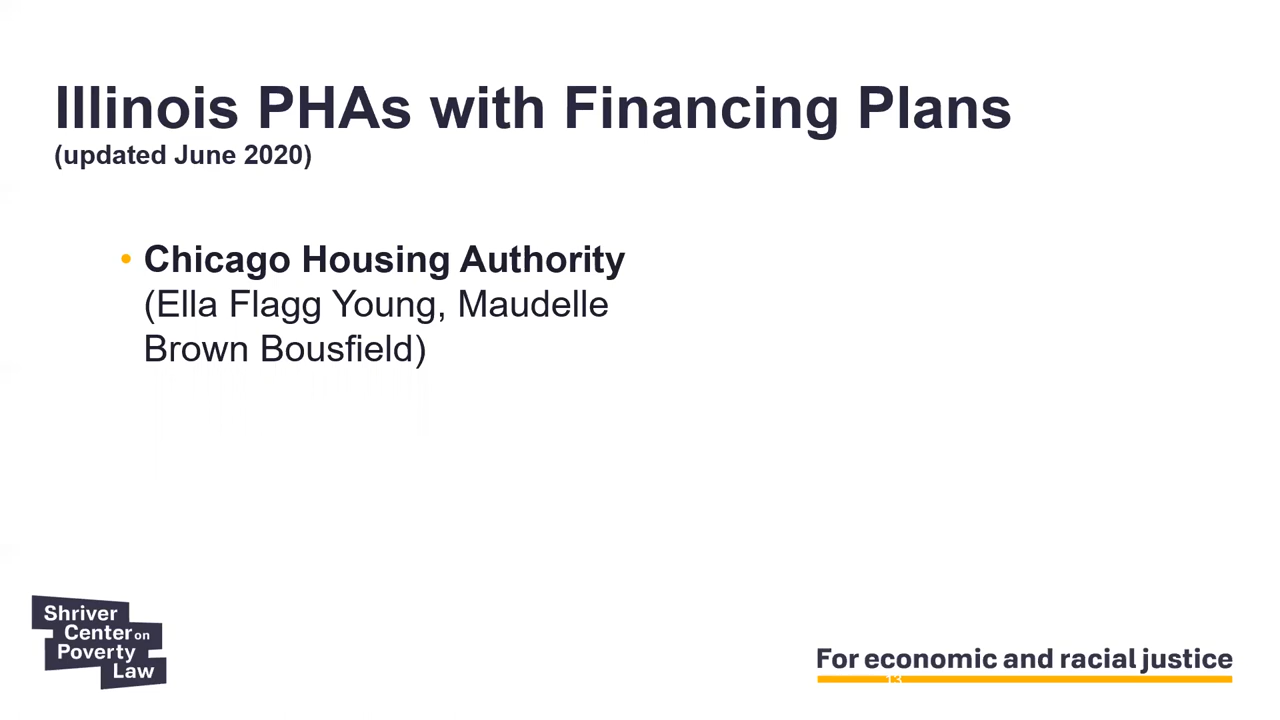 Illinois PHAs with Financing Plans
(updated June 2020)
• Chicago Housing Authority
(Ella Flagg Young, Maudelle
Brown Bousfield)
Shriver
Center on
Poverty
Law
For economic and racial justice
13